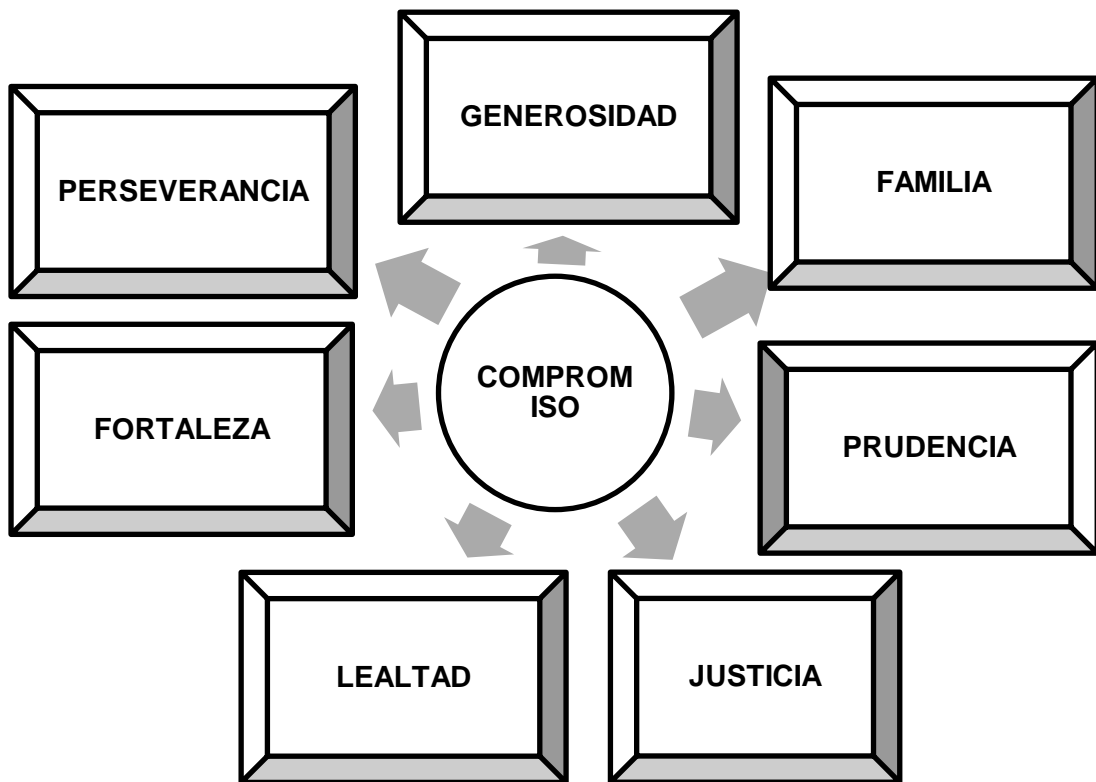 GENEROSIDAD
FAMILIA
PERSEVERANCIA
COMPROM
ISO
FORTALEZA
PRUDENCIA
LEALTAD
JUSTICIA